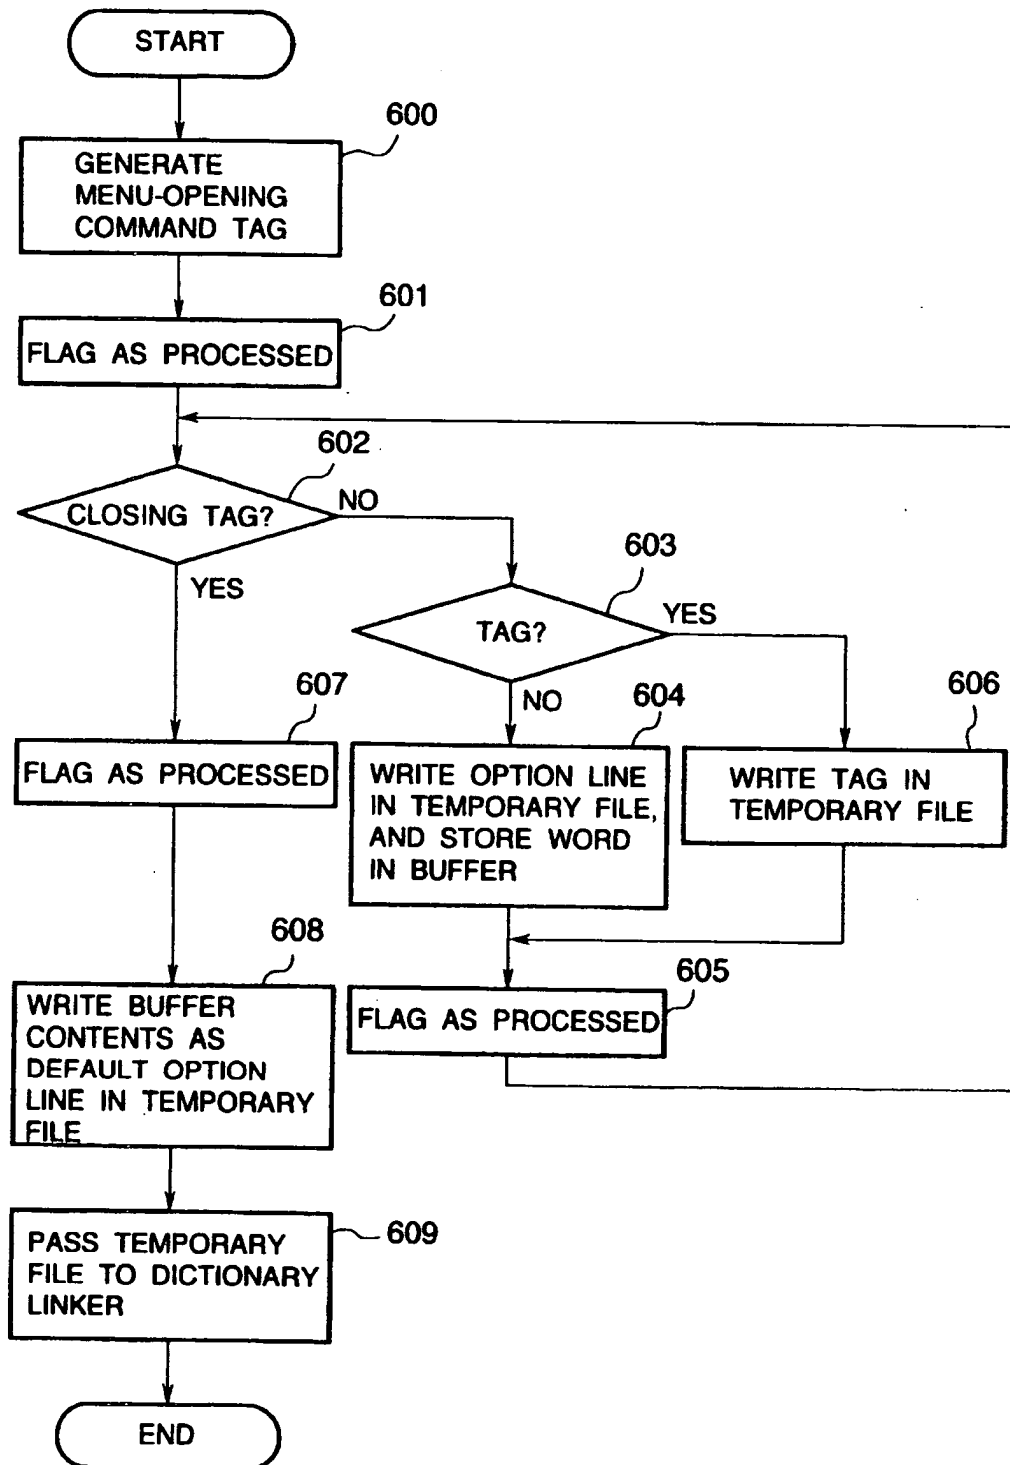 START
600
GENERATE
MENU-OPENING
COMMAND TAG
601
FLAG AS PROCESSED
602
CLOSING TAG?
NO
YES
603
TAG?
YES
NO
604
WRITE OPTION LINE
IN TEMPORARY FILE,
AND STORE WORD
IN BUFFER
606
WRITE TAG IN
TEMPORARY FILE
605
FLAG AS PROCESSED
607
FLAG AS PROCESSED
608
WRITE BUFFER
CONTENTS AS
DEFAULT OPTION
LINE IN TEMPORARY
FILE
609
PASS TEMPORARY
FILE TO DICTIONARY
LINKER
END